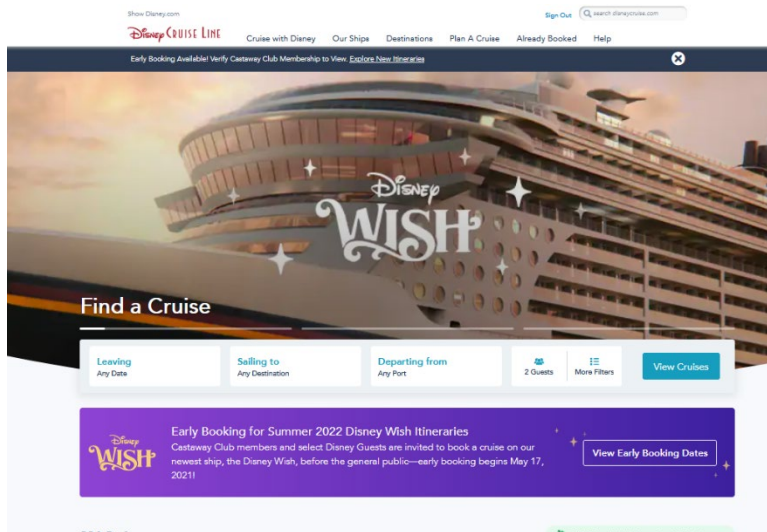 Show Disney.com
Sign Out
search disneycruise.com
Disney CRUISE LINE
Cruise with Disney
Our Ships
Destinations
Plan A Cruise
Already Booked
Help
Early Booking Available! Verify Castaway Club Membership to View. Explore New Itineraries
Disney
WISH
Find a Cruise
Leaving
Any Date
Sailing to
Any Destination
Departing from
Any Port
2 Guests
More Filters
View Cruises
Disney
WISH
Early Booking for Summer 2022 Disney Wish Itineraries
Castaway Club members and select Disney Guests are invited to book a cruise on our
newest ship, the Disney Wish, before the general public—early booking begins May 17,
2021!
View Early Booking Dates